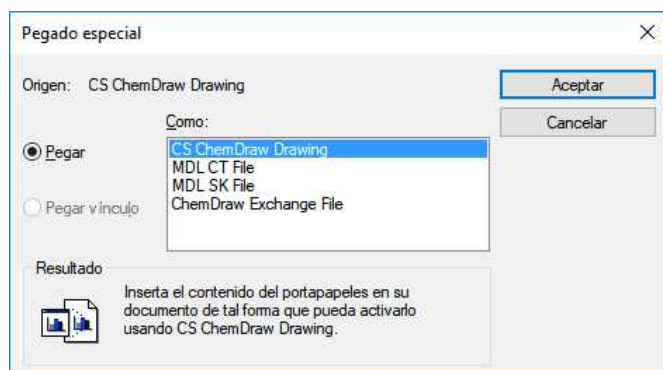 Pegado especial
Origen: CS ChemDraw Drawing
Aceptar
Como:
Cancelar
Pegar
CS ChemDraw Drawing
MDL CT File
MDL SK File
ChemDraw Exchange File
Pegar vínculo
Resultado
Inserta el contenido del portapapeles en su
documento de tal forma que pueda activarlo
usando CS ChemDraw Drawing.